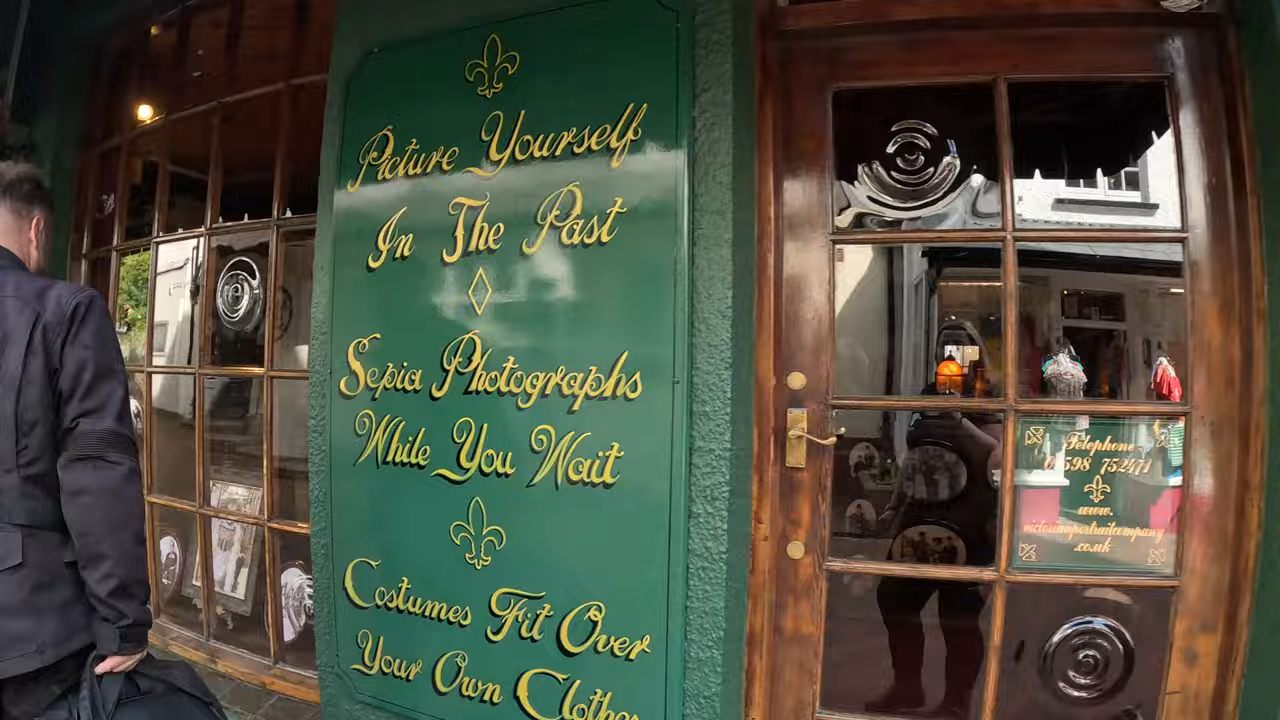 Picture Yourself
In The Past
Sepia Photographs
While You Wait
Costumes Fit Over
Your Own Clothes
Telephone
01598 752411
www.
victorianportraitcompany
.co.uk